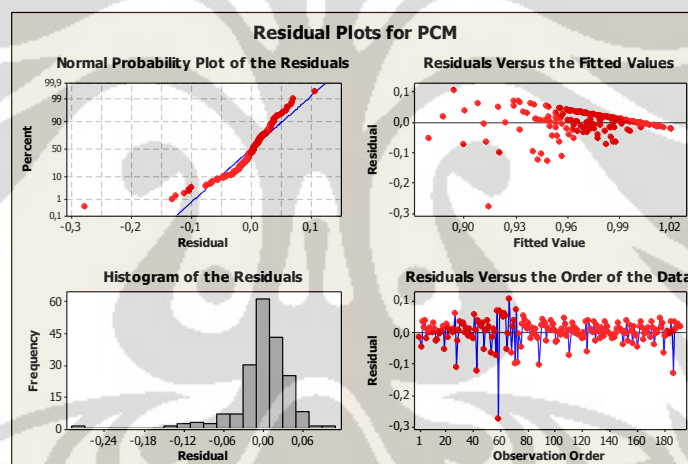 Residual Plots for PCM
Normal Probability Plot of the Residuals
99,9
99
90
50
10
1
0,1
Percent
-0,3 -0,2 -0,1 0,0 0,1
Residual
Residuals Versus the Fitted Values
0,1
0,0
-0,1
-0,2
-0,3
Residual
0,90 0,93 0,96 0,99 1,02
Fitted Value
Histogram of the Residuals
60
45
30
15
0
Frequency
-0,24 -0,18 -0,12 -0,06 0,00 0,06
Residual
Residuals Versus the Order of the Data
0,1
0,0
-0,1
-0,2
-0,3
Residual
1 20 40 60 80 100 120 140 160 180
Observation Order